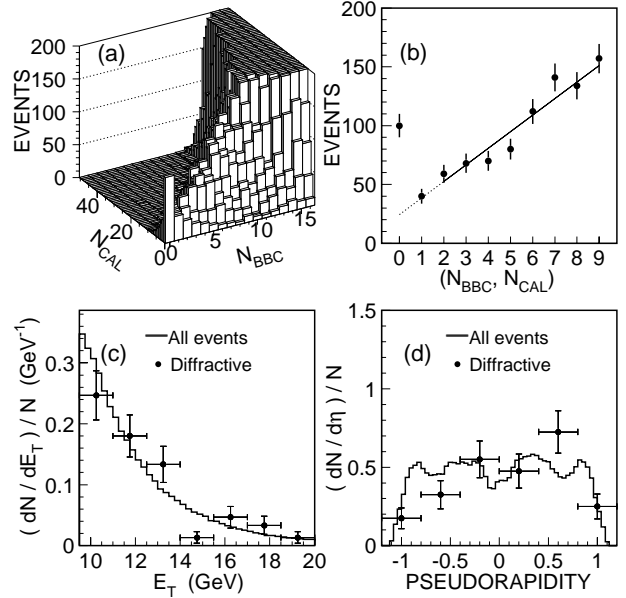 (a)
EVENTS
200
150
100
50
0
40
20
0
N_CAL
0
5
10
15
N_BBC
(b)
EVENTS
200
150
100
50
0
0 1 2 3 4 5 6 7 8 9
(N_BBC, N_CAL)
(c)
All events
Diffractive
( dN / dE_T ) / N (GeV⁻¹)
0.3
0.2
0.1
0
10 12 14 16 18 20
E_T (GeV)
(d)
All events
Diffractive
( dN / dη ) / N
1.5
1
0.5
0
-1 -0.5 0 0.5 1
PSEUDORAPIDITY